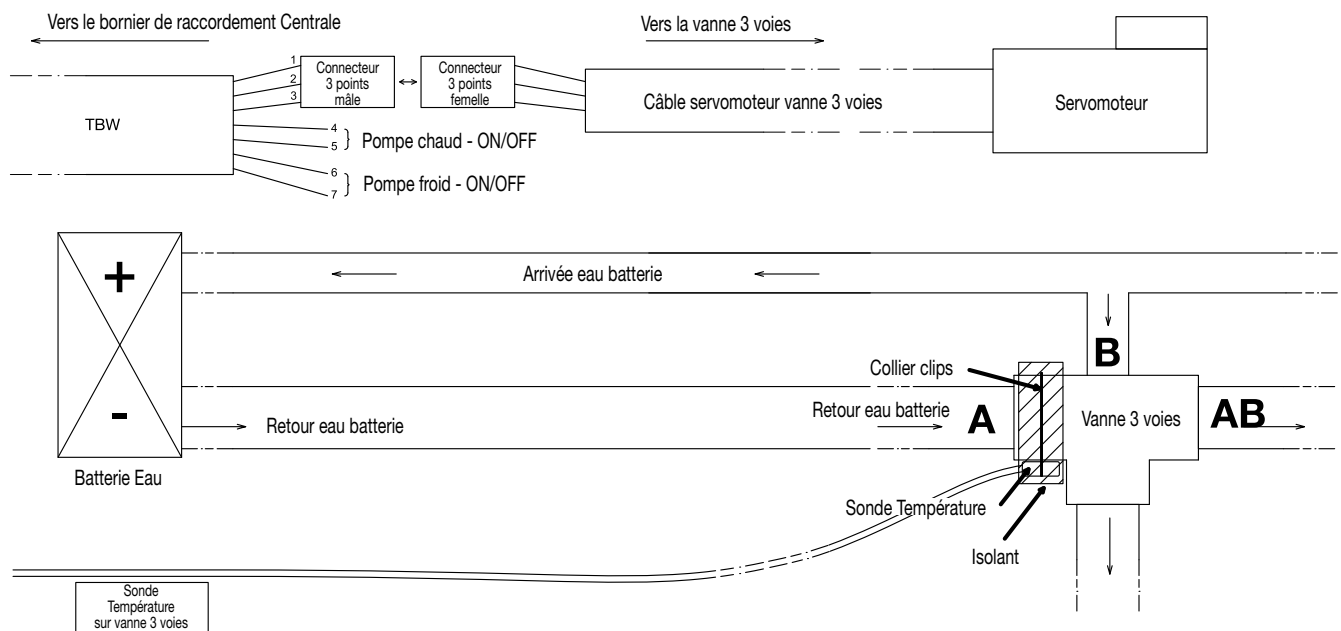 Vers le bornier de raccordement Centrale
Vers la vanne 3 voies
1
2
3
Connecteur
3 points
mâle
Connecteur
3 points
femelle
Câble servomoteur vanne 3 voies
Servomoteur
TBW
4
5
} Pompe chaud - ON/OFF
6
7
} Pompe froid - ON/OFF
+
-
Batterie Eau
Arrivée eau batterie
Retour eau batterie
B
Collier clips
Retour eau batterie
A
Vanne 3 voies
AB
Sonde Température
Isolant
Sonde
Température
sur vanne 3 voies